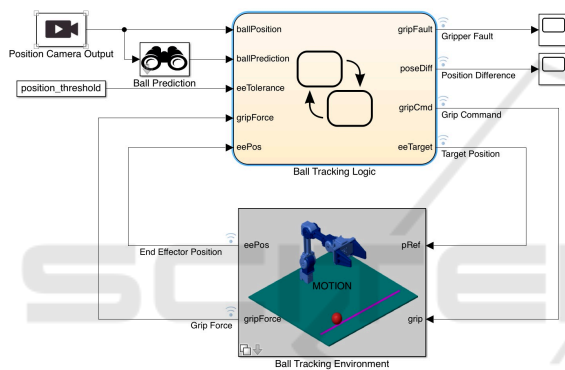 Position Camera Output
Ball Prediction
position_threshold
ballPosition
ballPrediction
eeTolerance
gripForce
eePos
gripFault
poseDiff
gripCmd
eeTarget
Ball Tracking Logic
Gripper Fault
Position Difference
Grip Command
Target Position
End Effector Position
Grip Force
eePos
gripForce
MOTION
pRef
grip
Ball Tracking Environment